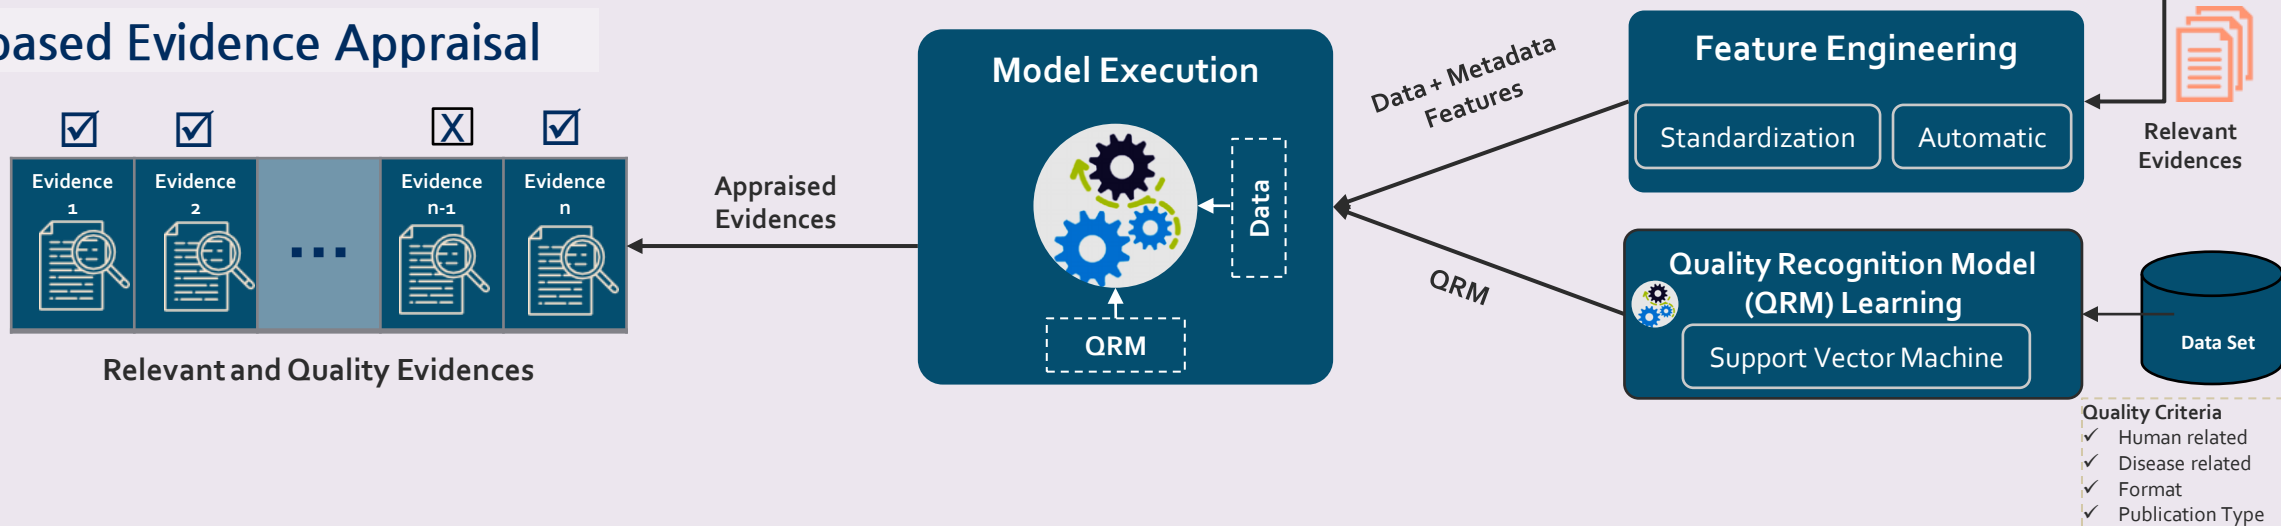 based Evidence Appraisal
Evidence
1
Evidence
2
...
Evidence
n-1
X
Evidence
n
Relevant and Quality Evidences
Appraised
Evidences
Model Execution
Data
QRM
Data + Metadata
Features
QRM
Feature Engineering
Standardization
Automatic
Relevant
Evidences
Quality Recognition Model
(QRM) Learning
Support Vector Machine
Data Set
Quality Criteria
✓ Human related
✓ Disease related
✓ Format
✓ Publication Type